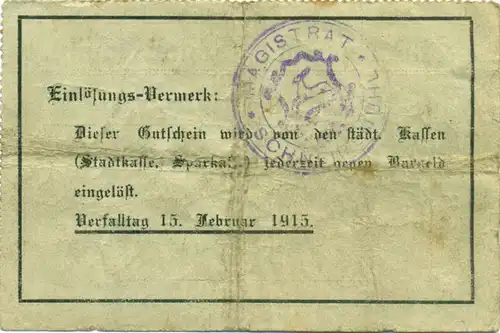 MAGISTRAT
Einlösungs-Vermerk:
Dieser Gutschein wird von den städt. Kassen
(Stadtkasse, jederzeit gegen Bargeld
eingelöst.
Verfalltag 15. Februar 1915.